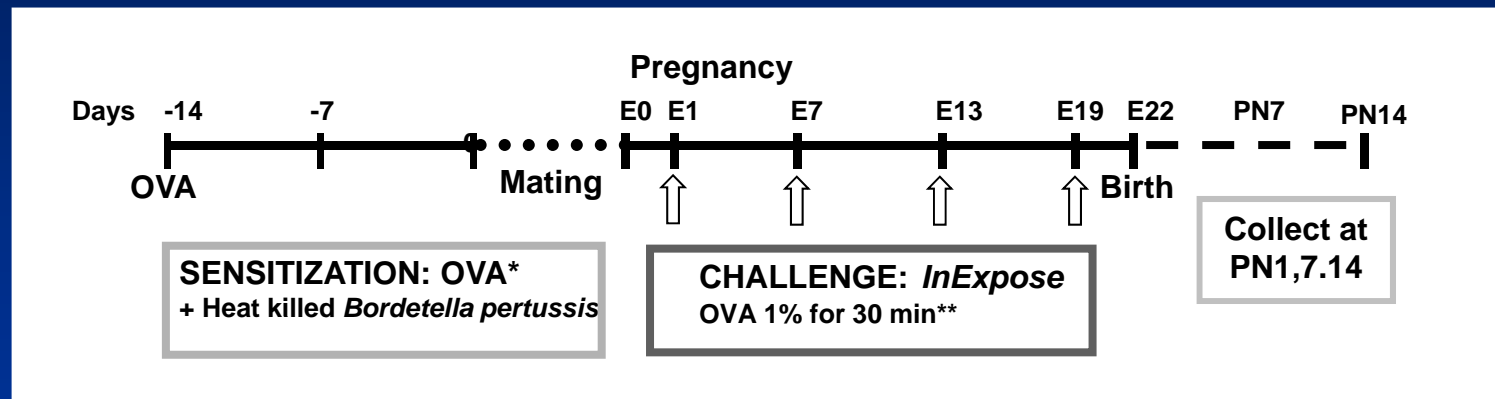 Pregnancy
Days -14 -7 E0 E1 E7 E13 E19 E22 PN7 PN14
OVA Mating Birth
SENSITIZATION: OVA*
+ Heat killed Bordetella pertussis
CHALLENGE: InExpose
OVA 1% for 30 min**
Collect at
PN1,7.14